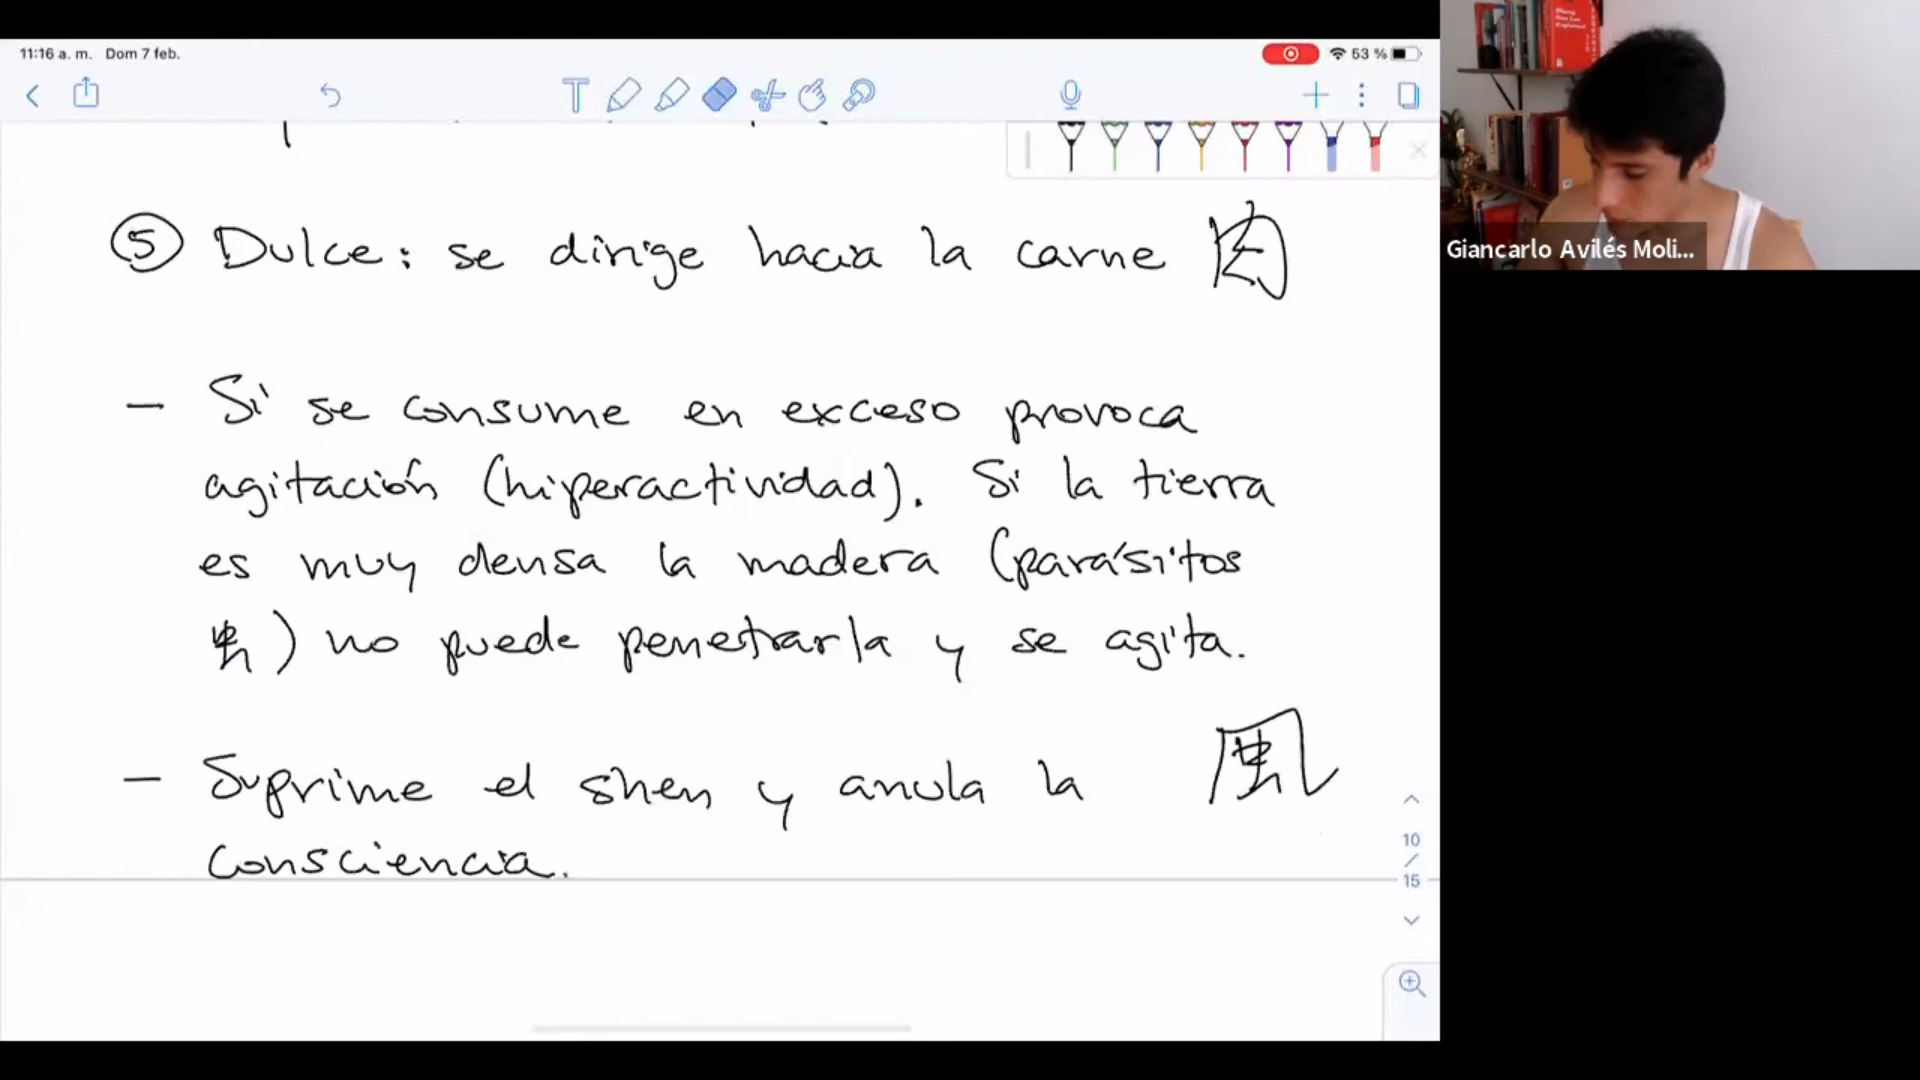 11:16 a. m. Dom 7 feb.
53 %
T
⑤ Dulce: se dirige hacia la carne 肉
- Si se consume en exceso provoca
agitación (hiperactividad). Si la tierra
es muy densa la madera (parásitos
虫) no puede penetrarla y se agita.
- Suprime el shen y anula la 風
consciencia.
10
/
15
Giancarlo Avilés Moli...